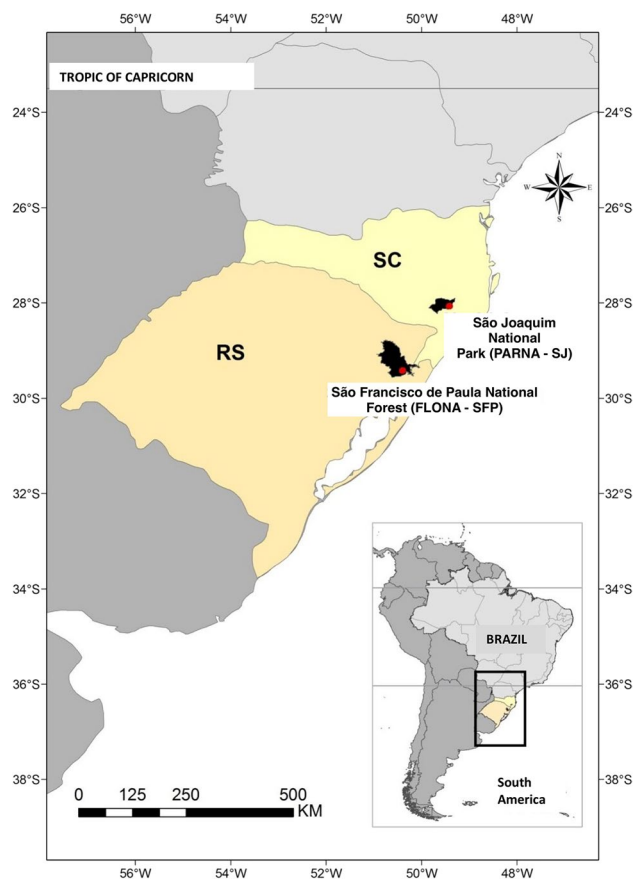 56°W 54°W 52°W 50°W 48°W
TROPIC OF CAPRICORN
24°S 24°S
N
W E
S
26°S 26°S
SC
28°S 28°S
São Joaquim
National
Park (PARNA - SJ)
RS
30°S 30°S
São Francisco de Paula National
Forest (FLONA - SFP)
32°S 32°S
34°S 34°S
BRAZIL
36°S 36°S
38°S 38°S
South
America
0 125 250 500
KM
56°W 54°W 52°W 50°W 48°W